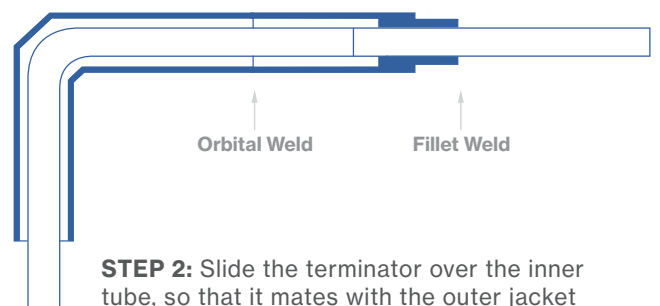 Orbital Weld
Fillet Weld
STEP 2: Slide the terminator over the inner
tube, so that it mates with the outer jacket